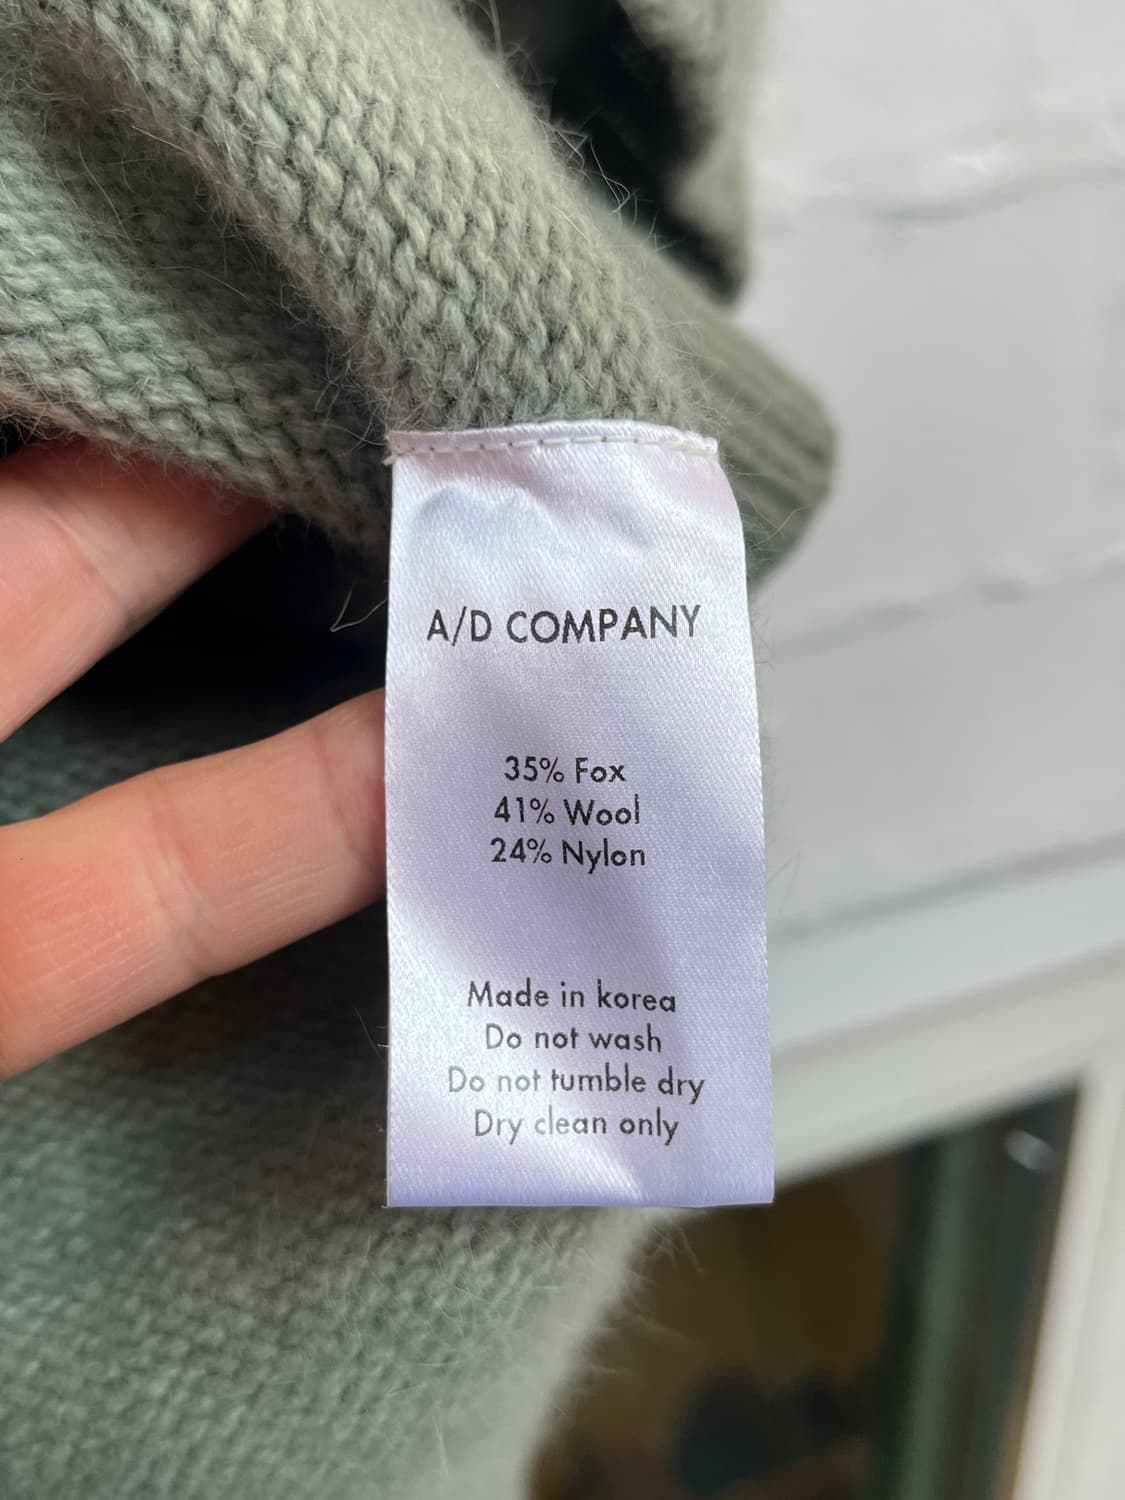 A/D COMPANY
35% Fox
41% Wool
24% Nylon
Made in korea
Do not wash
Do not tumble dry
Dry clean only